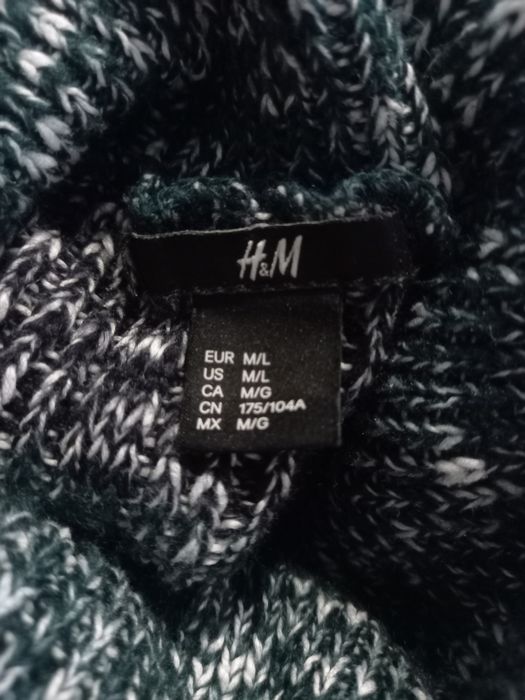 H&M
EUR M/L
US M/L
CA M/G
CN 175/104A
MX M/G